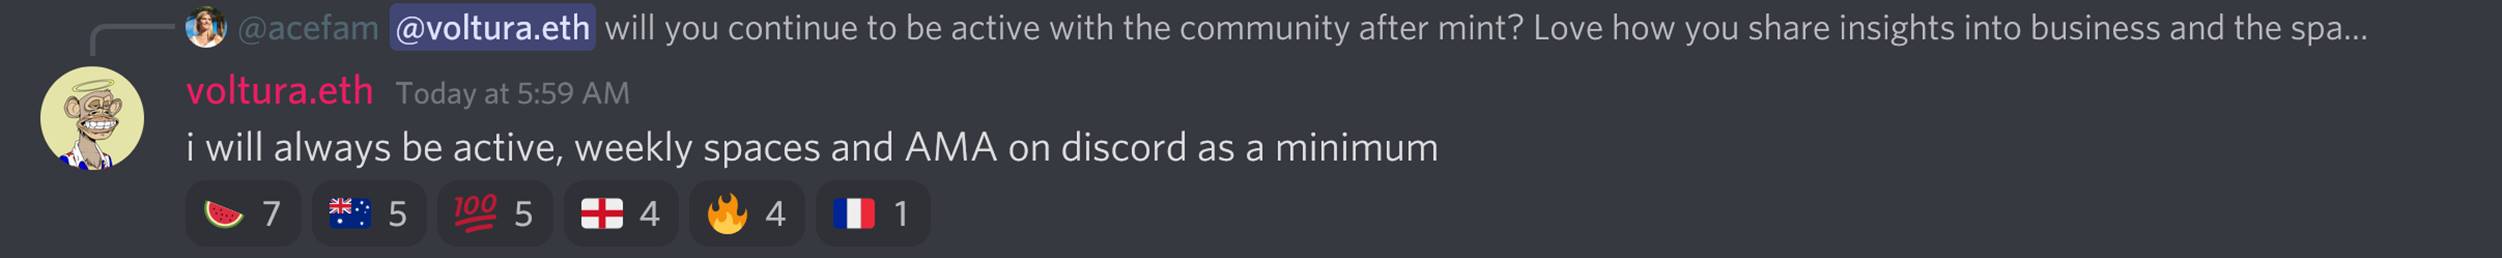 @acefam @voltura.eth will you continue to be active with the community after mint? Love how you share insights into business and the spa...
voltura.eth Today at 5:59 AM
i will always be active, weekly spaces and AMA on discord as a minimum
7 5 100 5 4 4 1